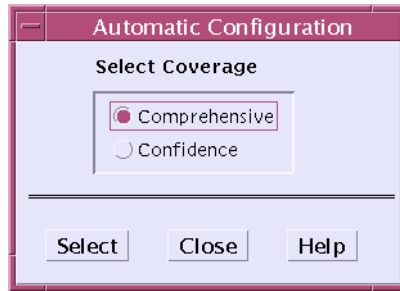 Automatic Configuration
Select Coverage
Comprehensive
Confidence
Select Close Help